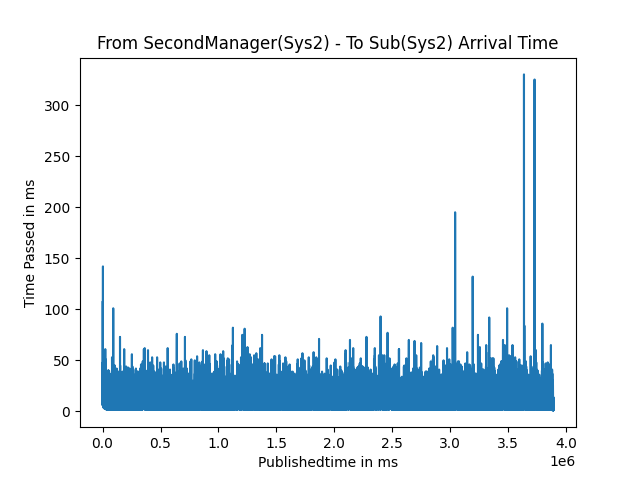 From SecondManager(Sys2) - To Sub(Sys2) Arrival Time
300
250
200
150
100
50
0
Time Passed in ms
0.0 0.5 1.0 1.5 2.0 2.5 3.0 3.5 4.0
1e6
Publishedtime in ms